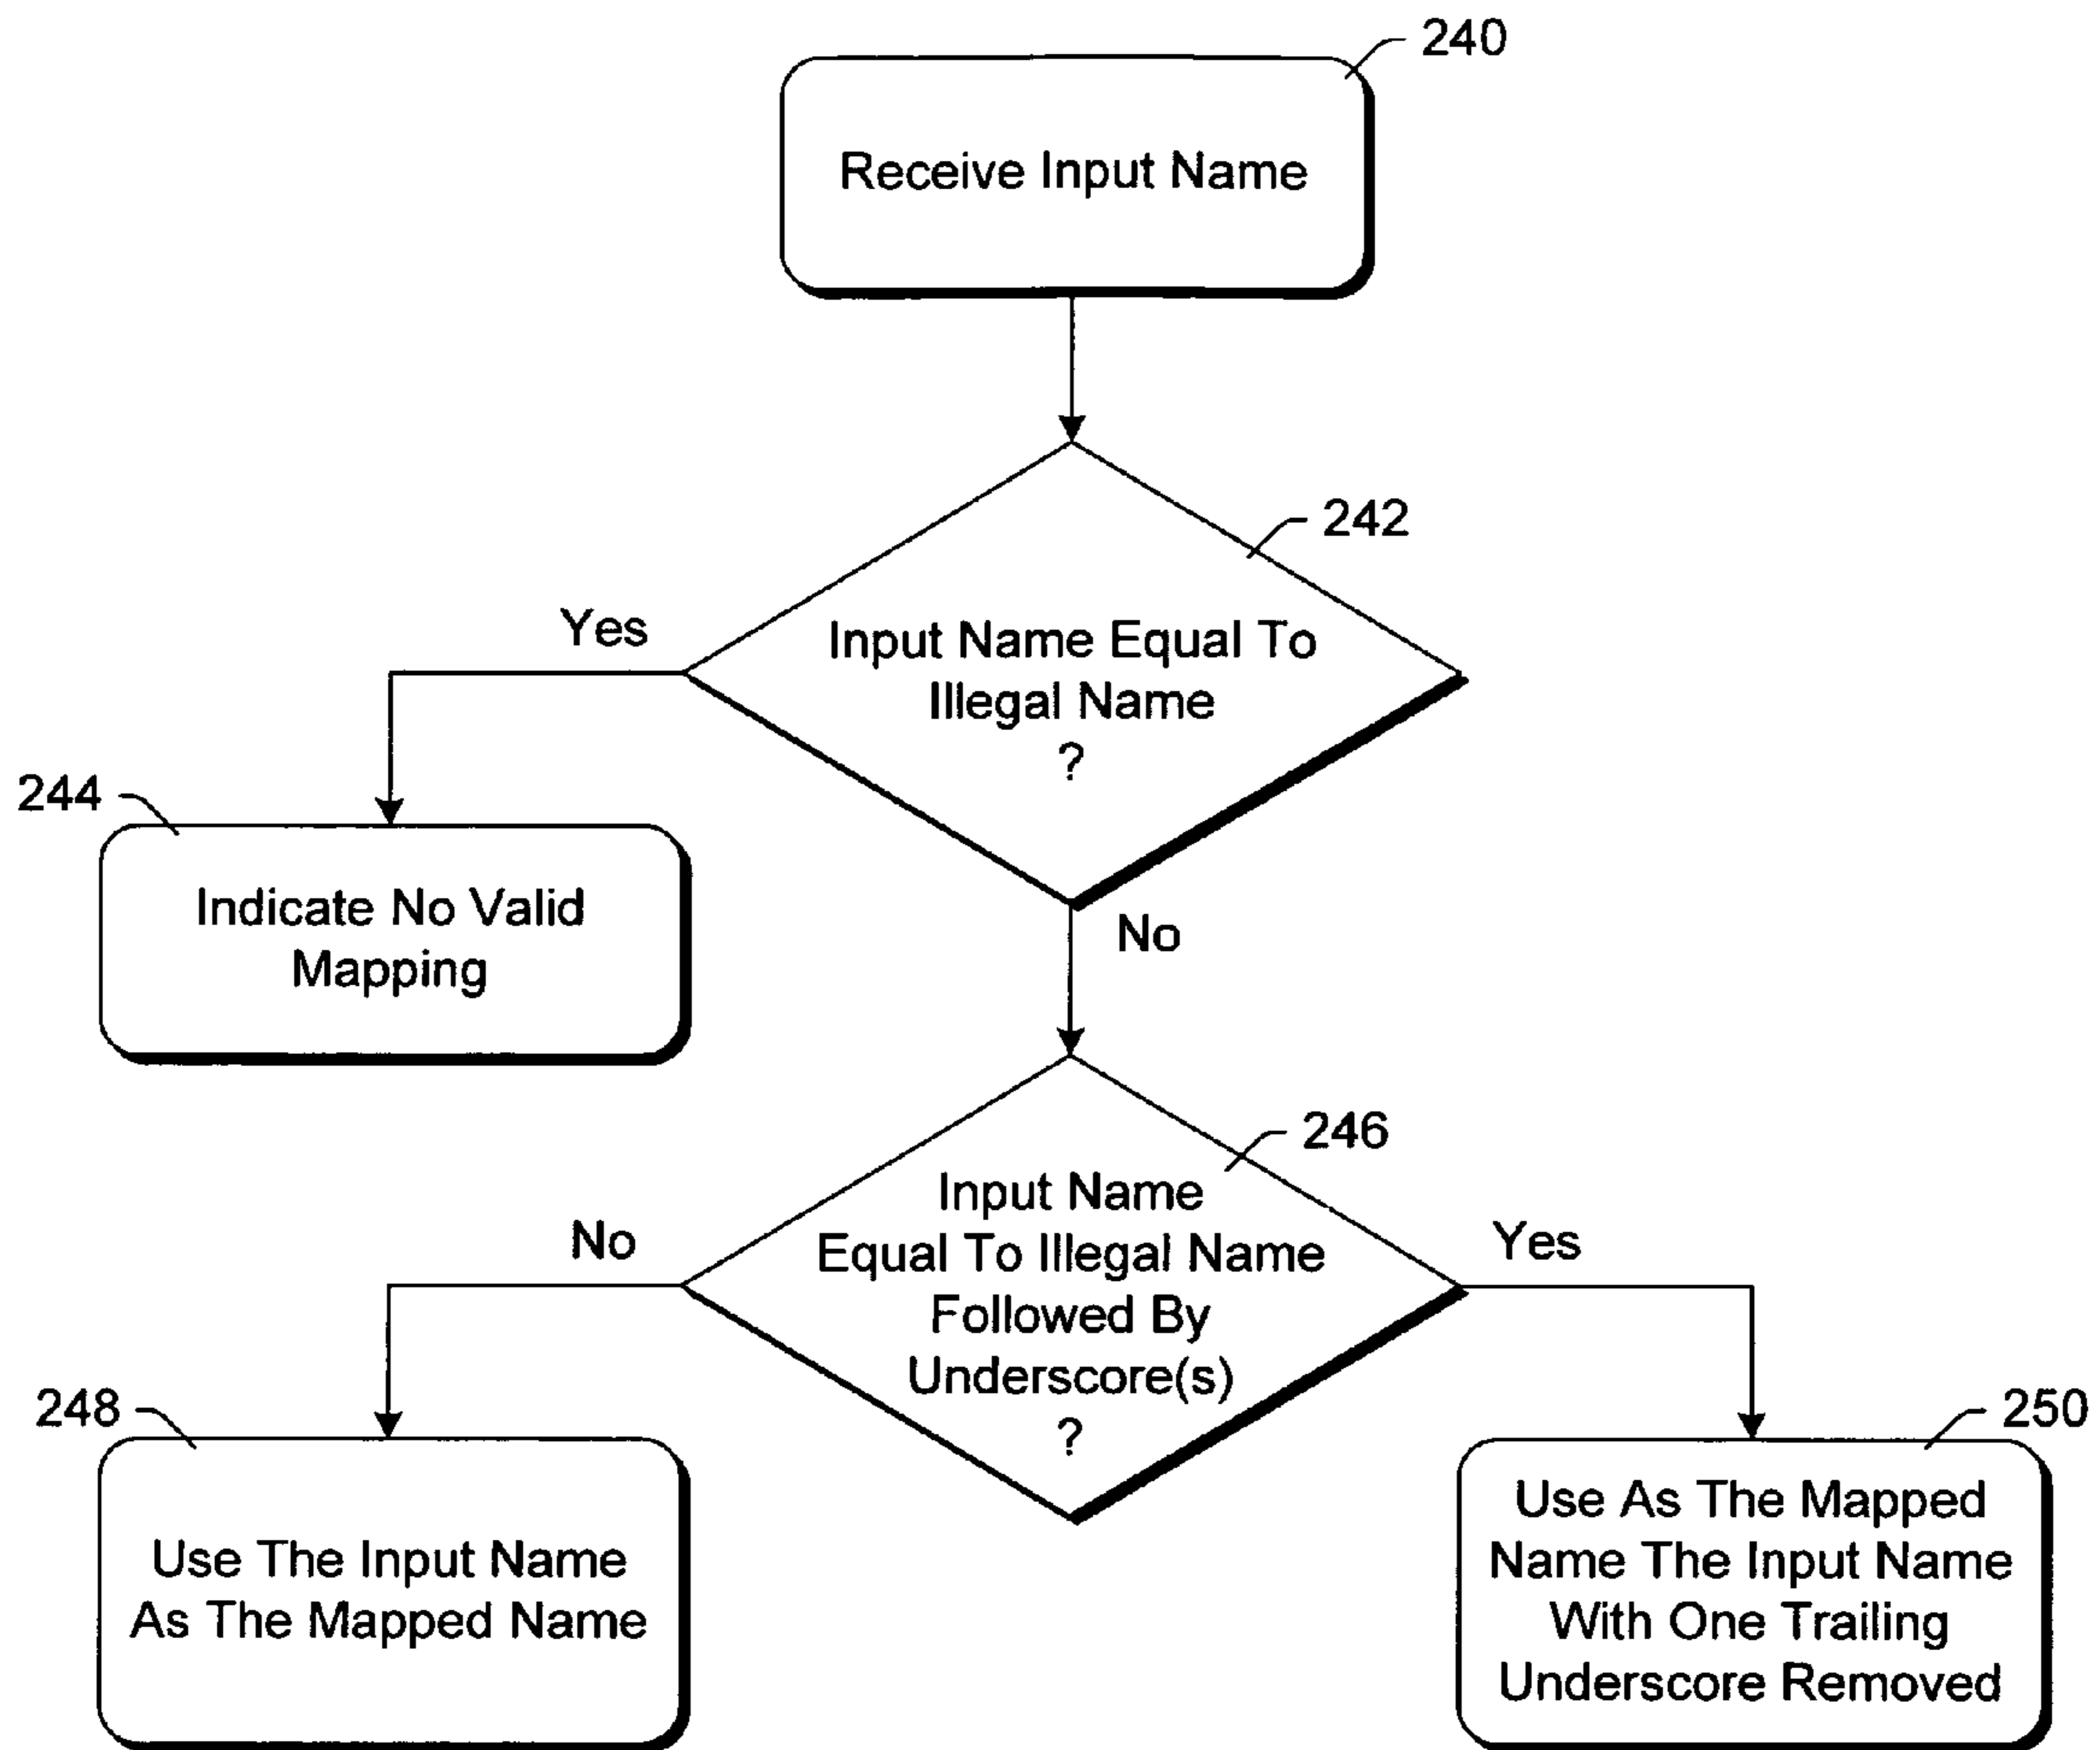 240
Receive Input Name
242
Yes
Input Name Equal To
Illegal Name
?
244
Indicate No Valid
Mapping
No
246
Input Name
Equal To Illegal Name
Followed By
Underscore(s)
?
No
Yes
248
Use The Input Name
As The Mapped Name
250
Use As The Mapped
Name The Input Name
With One Trailing
Underscore Removed